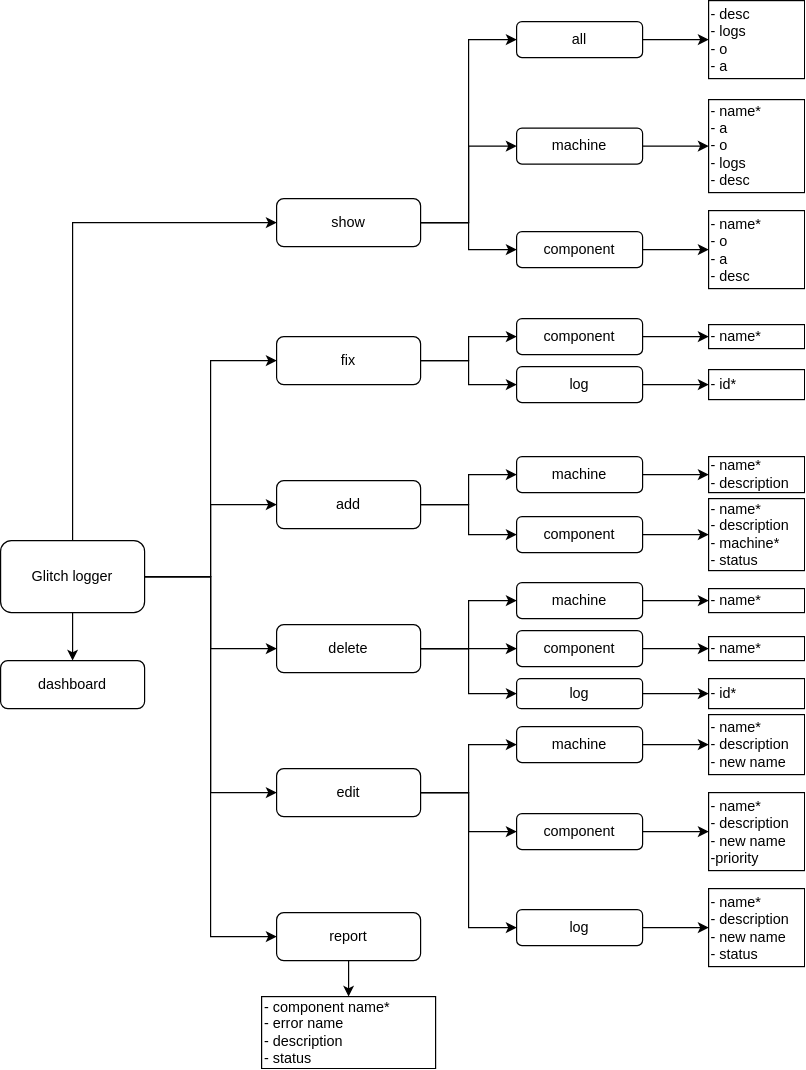 all
- desc
- logs
- o
- a
machine
- name*
- a
- o
- logs
- desc
show
component
- name*
- o
- a
- desc
fix
component
- name*
log
- id*
add
machine
- name*
- description
component
- name*
- description
- machine*
- status
Glitch logger
dashboard
delete
machine
- name*
component
- name*
log
- id*
edit
machine
- name*
- description
- new name
component
- name*
- description
- new name
-priority
log
- name*
- description
- new name
- status
report
- component name*
- error name
- description
- status